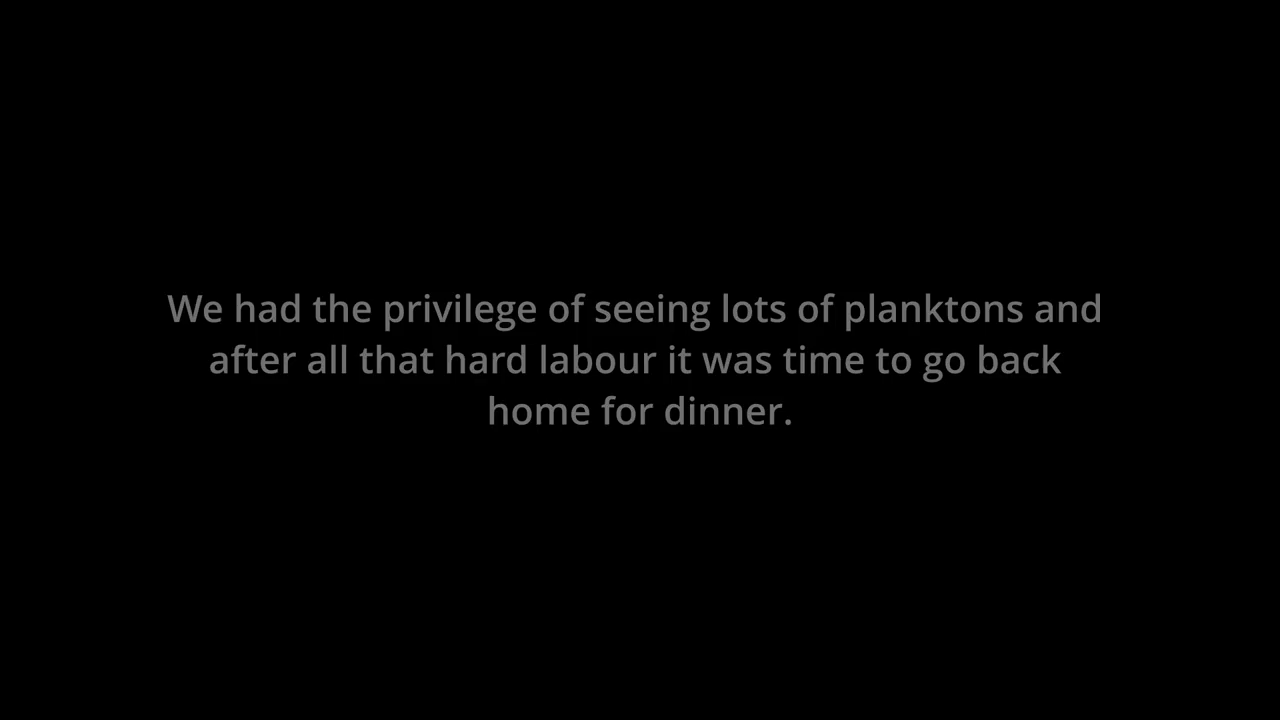 We had the privilege of seeing lots of planktons and
after all that hard labour it was time to go back
home for dinner.